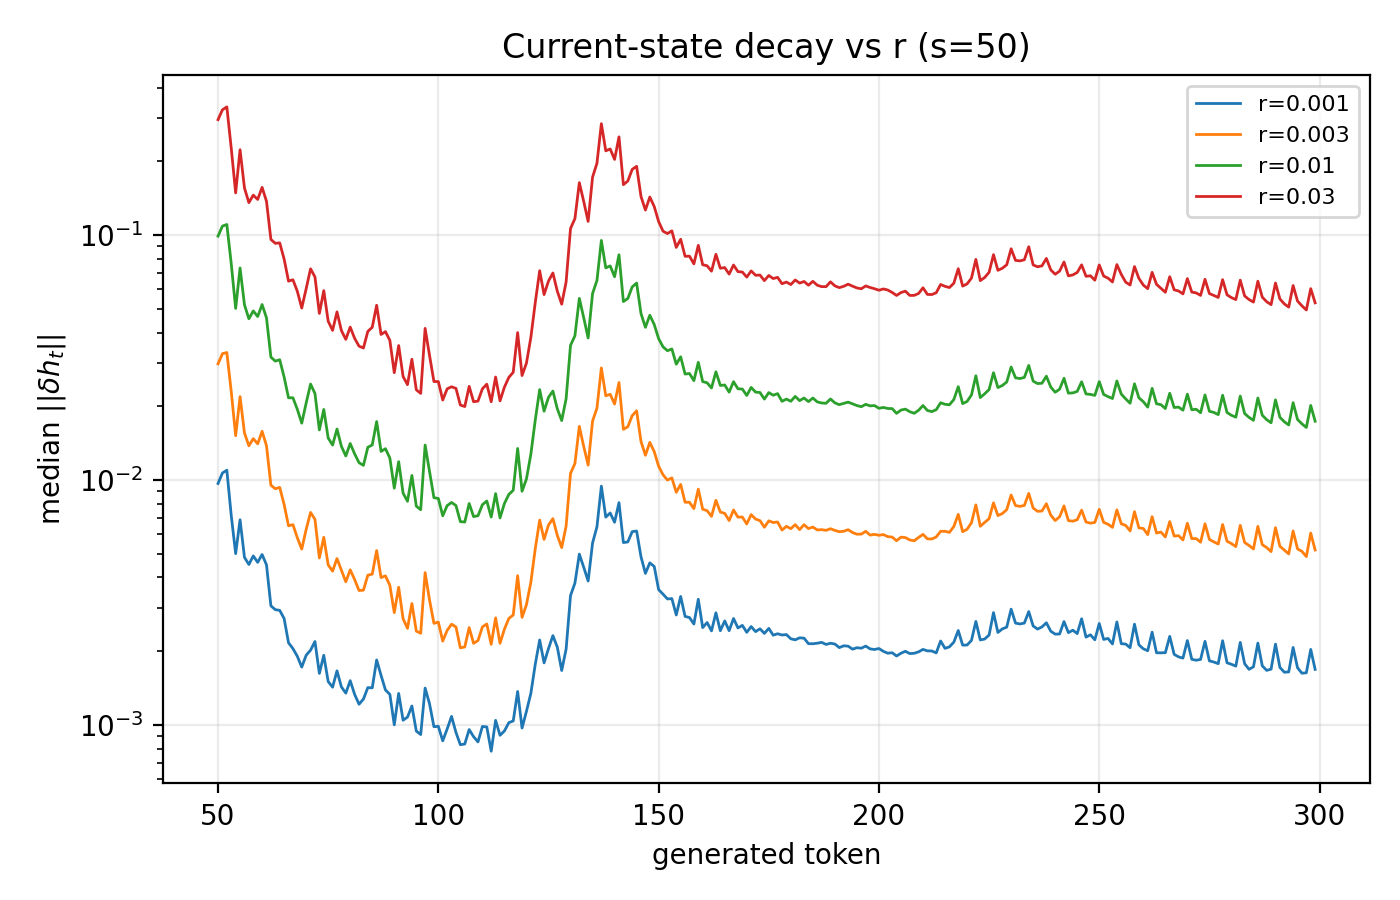 Current-state decay vs r (s=50)
r=0.001
r=0.003
r=0.01
r=0.03
median ||δhₜ||
10⁻¹
10⁻²
10⁻³
50 100 150 200 250 300
generated token